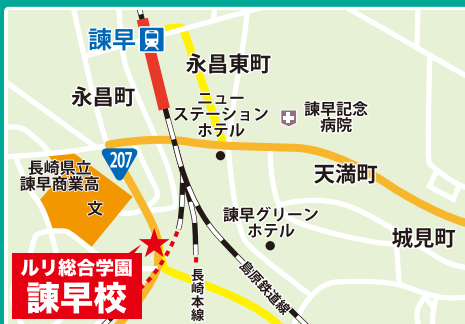 諫早
永昌東町
永昌町
ニュー
ステーション
ホテル
諫早記念
病院
207
長崎県立
諫早商業高
文
天満町
諫早グリーン
ホテル
城見町
ルリ総合学園
諫早校
長崎本線
島原鉄道線